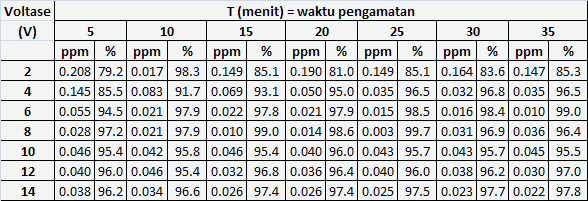 Voltase T (menit) = waktu pengamatan
(V) 5 10 15 20 25 30 35
ppm % ppm % ppm % ppm % ppm % ppm % ppm %
2 0.208 79.2 0.017 98.3 0.149 85.1 0.190 81.0 0.149 85.1 0.164 83.6 0.147 85.3
4 0.145 85.5 0.083 91.7 0.069 93.1 0.050 95.0 0.035 96.5 0.032 96.8 0.035 96.5
6 0.055 94.5 0.021 97.9 0.022 97.8 0.021 97.9 0.015 98.5 0.016 98.4 0.010 99.0
8 0.028 97.2 0.021 97.9 0.010 99.0 0.014 98.6 0.003 99.7 0.031 96.9 0.036 96.4
10 0.046 95.4 0.042 95.8 0.046 95.4 0.040 96.0 0.043 95.7 0.043 95.7 0.045 95.5
12 0.040 96.0 0.046 95.4 0.032 96.8 0.036 96.4 0.040 96.0 0.038 96.2 0.030 97.0
14 0.038 96.2 0.034 96.6 0.026 97.4 0.026 97.4 0.025 97.5 0.023 97.7 0.022 97.8